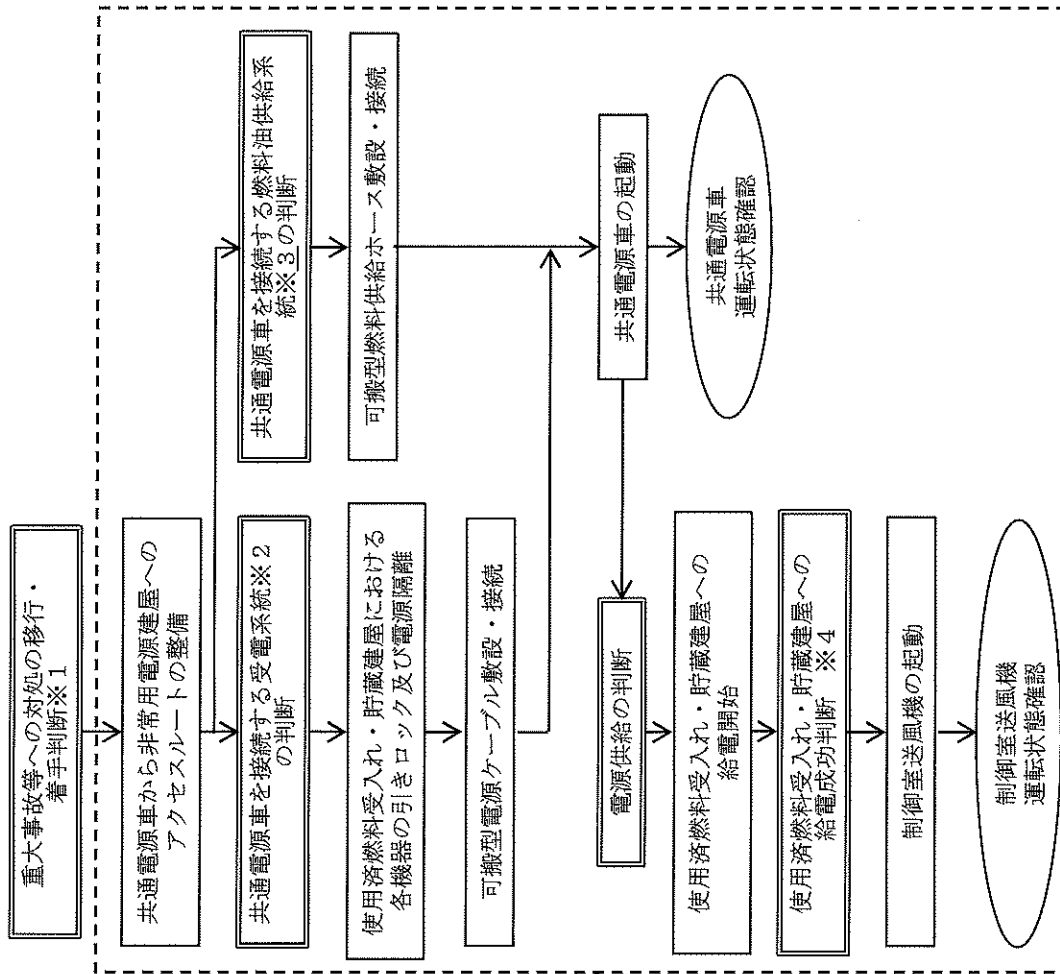 重大事故等への対処の移行・
着手判断※1
共通電源車から非常用電源建屋への
アクセスルートの整備
共通電源車を接続する受電系統※2
の判断
使用済燃料受入れ・貯蔵建屋における
各機器の引きロック及び電源隔離
可搬型電源ケーブル敷設・接続
共通電源車を接続する燃料油供給系
統※3の判断
可搬型燃料供給ホース敷設・接続
共通電源車の起動
共通電源車
運転状態確認
電源供給の判断
使用済燃料受入れ・貯蔵建屋への
給電開始
使用済燃料受入れ・貯蔵建屋への
給電成功判断 ※4
制御室送風機の起動
制御室送風機
運転状態確認